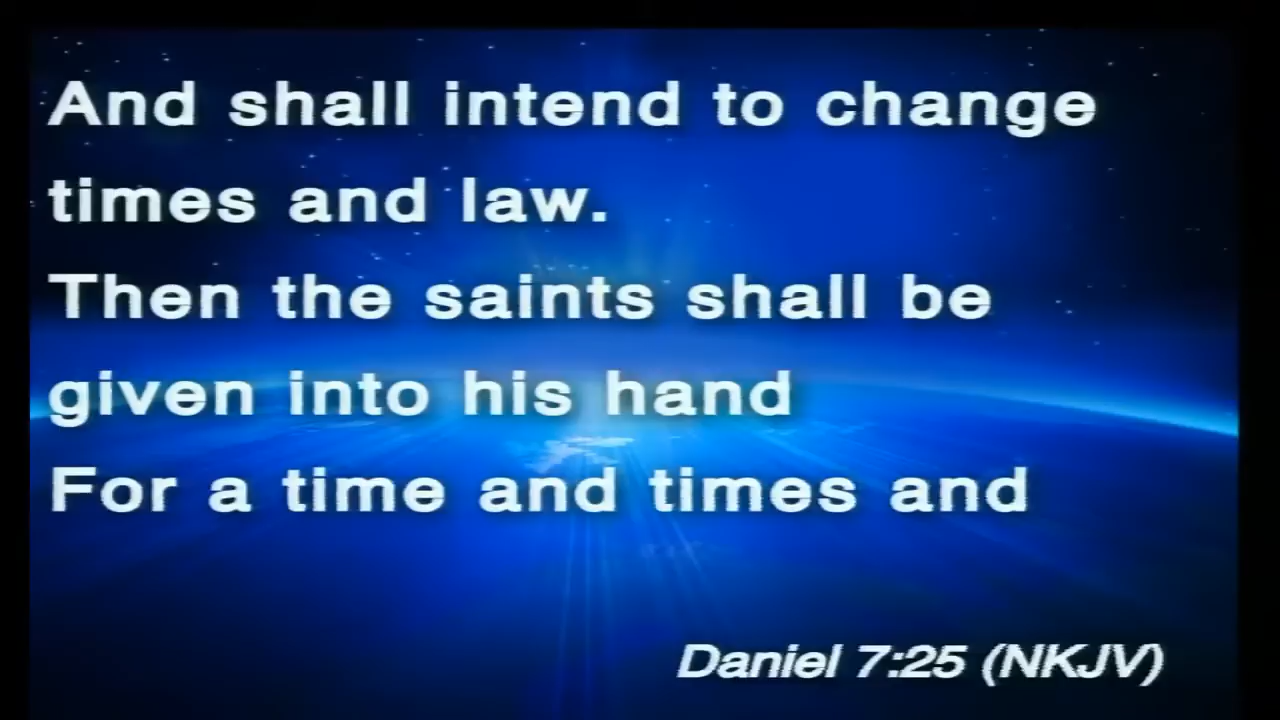 And shall intend to change
times and law.
Then the saints shall be
given into his hand
For a time and times and
Daniel 7:25 (NKJV)